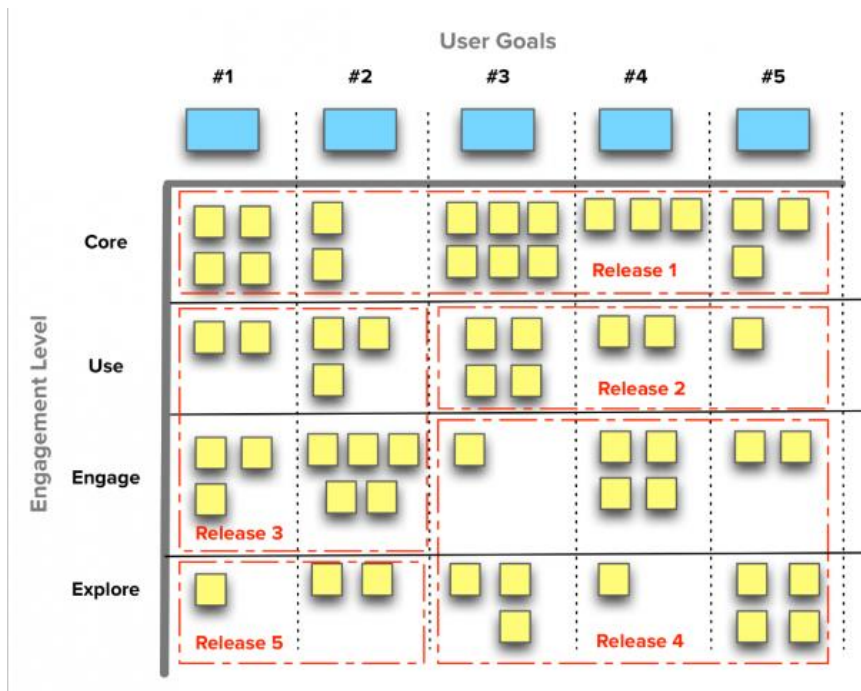 User Goals
#1 #2 #3 #4 #5
Core
Release 1
Use
Release 2
Engagement Level
Engage
Release 3
Explore
Release 5
Release 4